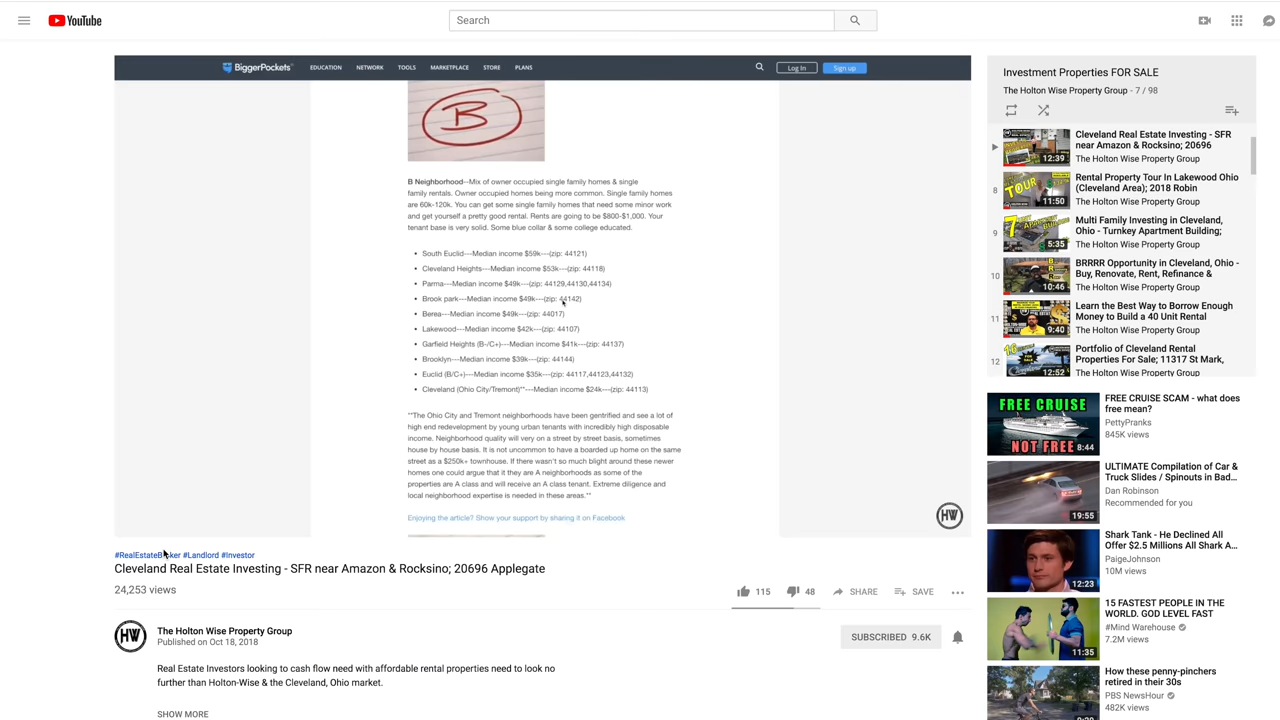 YouTube
Search
BiggerPockets
EDUCATION NETWORK TOOLS MARKETPLACE STORE PLANS
Log In Sign up
B
B Neighborhood--Mix of owner occupied single family homes & single
family rentals. Owner occupied homes being more common. Single family homes
are 60k-120k. You can get some single family homes that need some minor work
and get yourself a pretty good rental. Rents are going to be $800-$1,000. Your
tenant base is very solid. Some blue collar & some college educated.
• South Euclid---Median income $59k---(zip: 44121)
• Cleveland Heights---Median income $53k---(zip: 44118)
• Parma---Median income $49k---(zip: 44129,44130,44134)
• Brook park---Median income $49k---(zip: 44142)
• Berea---Median income $49k---(zip: 44017)
• Lakewood---Median income $42k---(zip: 44107)
• Garfield Heights (B-/C+)---Median income $41k---(zip: 44137)
• Brooklyn---Median income $39k---(zip: 44144)
• Euclid (B/C+)---Median income $35k---(zip: 44117,44123,44132)
• Cleveland (Ohio City/Tremont)**---Median income $24k---(zip: 44113)
**The Ohio City and Tremont neighborhoods have been gentrified and see a lot of
high end redevelopment by young urban tenants with incredibly high disposable
income. Neighborhood quality will very on a street by street basis, sometimes
house by house basis. It is not uncommon to have a boarded up home on the same
street as a $250k+ townhouse. If there wasn't so much blight around these newer
homes one could argue that it they are A neighborhoods as some of the
properties are A class and will receive an A class tenant. Extreme diligence and
local neighborhood expertise is needed in these areas.**
Enjoying the article? Show your support by sharing it on Facebook
HW
#RealEstateBroker #Landlord #Investor
Cleveland Real Estate Investing - SFR near Amazon & Rocksino; 20696 Applegate
24,253 views
115 48 SHARE SAVE
HW
The Holton Wise Property Group
Published on Oct 18, 2018
SUBSCRIBED 9.6K
Real Estate Investors looking to cash flow need with affordable rental properties need to look no
further than Holton-Wise & the Cleveland, Ohio market.
SHOW MORE
Investment Properties FOR SALE
The Holton Wise Property Group - 7 / 98
Cleveland Real Estate Investing - SFR
near Amazon & Rocksino; 20696
The Holton Wise Property Group
12:39
8
Rental Property Tour In Lakewood Ohio
(Cleveland Area); 2018 Robin
The Holton Wise Property Group
TOUR
11:50
9
Multi Family Investing in Cleveland,
Ohio - Turnkey Apartment Building;
The Holton Wise Property Group
7
5:35
10
BRRRR Opportunity in Cleveland, Ohio -
Buy, Renovate, Rent, Refinance &
The Holton Wise Property Group
10:46
11
Learn the Best Way to Borrow Enough
Money to Build a 40 Unit Rental
The Holton Wise Property Group
9:40
12
Portfolio of Cleveland Rental
Properties For Sale; 11317 St Mark,
The Holton Wise Property Group
16
12:52
FREE CRUISE
NOT FREE
8:44
FREE CRUISE SCAM - what does
free mean?
PettyPranks
845K views
19:55
ULTIMATE Compilation of Car &
Truck Slides / Spinouts in Bad...
Dan Robinson
Recommended for you
12:23
Shark Tank - He Declined All
Offer $2.5 Millions All Shark A...
PaigeJohnson
10M views
11:35
15 FASTEST PEOPLE IN THE
WORLD. GOD LEVEL FAST
#Mind Warehouse
7.2M views
How these penny-pinchers
retired in their 30s
PBS NewsHour
482K views